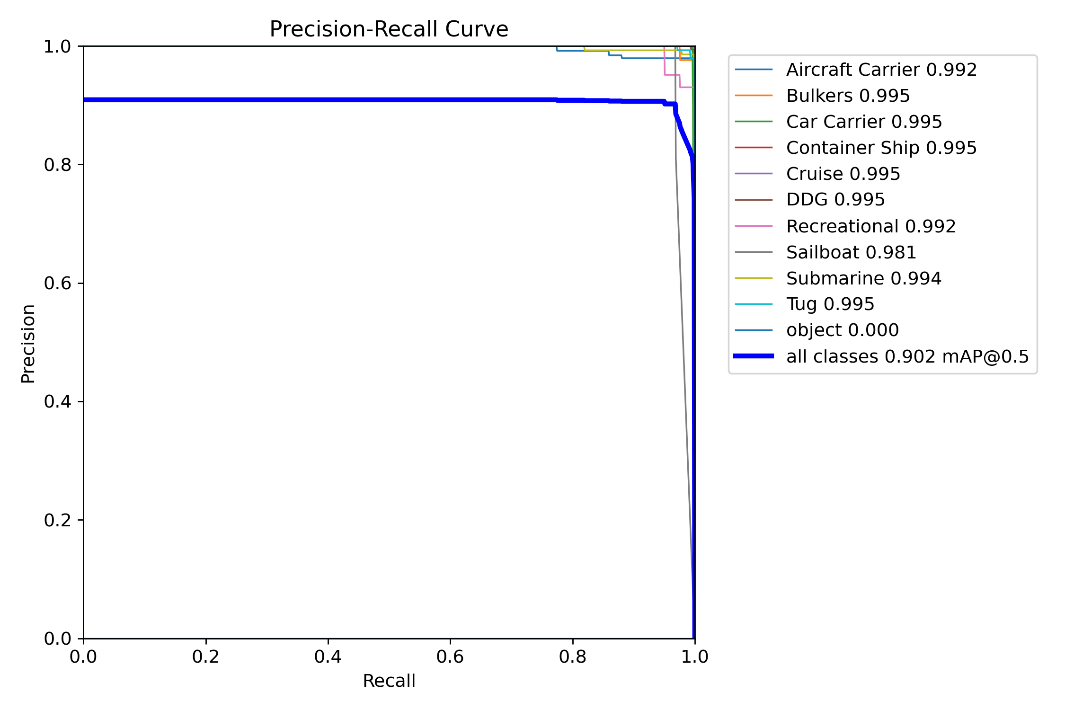 Precision-Recall Curve
1.0
0.8
0.6
0.4
0.2
0.0
Precision
0.0 0.2 0.4 0.6 0.8 1.0
Recall
Aircraft Carrier 0.992
Bulkers 0.995
Car Carrier 0.995
Container Ship 0.995
Cruise 0.995
DDG 0.995
Recreational 0.992
Sailboat 0.981
Submarine 0.994
Tug 0.995
object 0.000
all classes 0.902 mAP@0.5